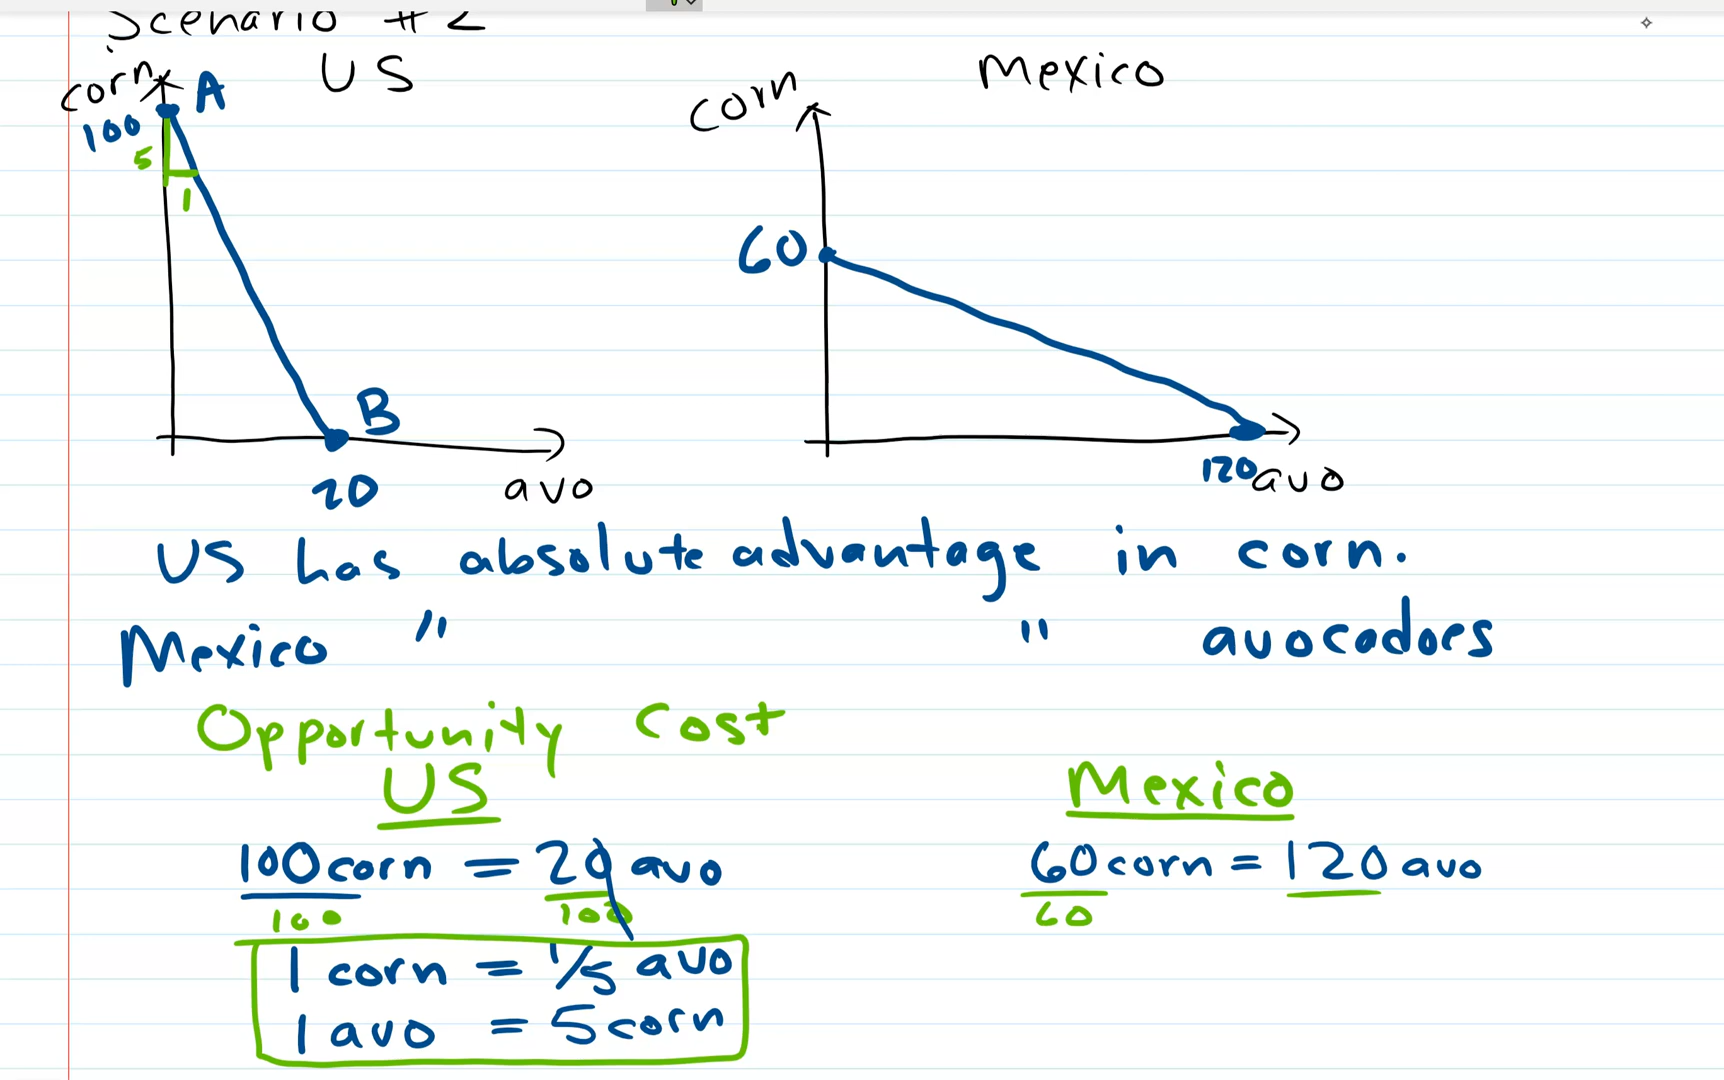 Scenario #2
US
Mexico
corn
A
corn
100
5
1
60
B
20
avo
120
avo
US has absolute advantage in corn.
Mexico " " avocadoes
Opportunity Cost
US
Mexico
100 corn = 20 avo
60 corn = 120 avo
100 100
60
1 corn = 1/5 avo
1 avo = 5 corn